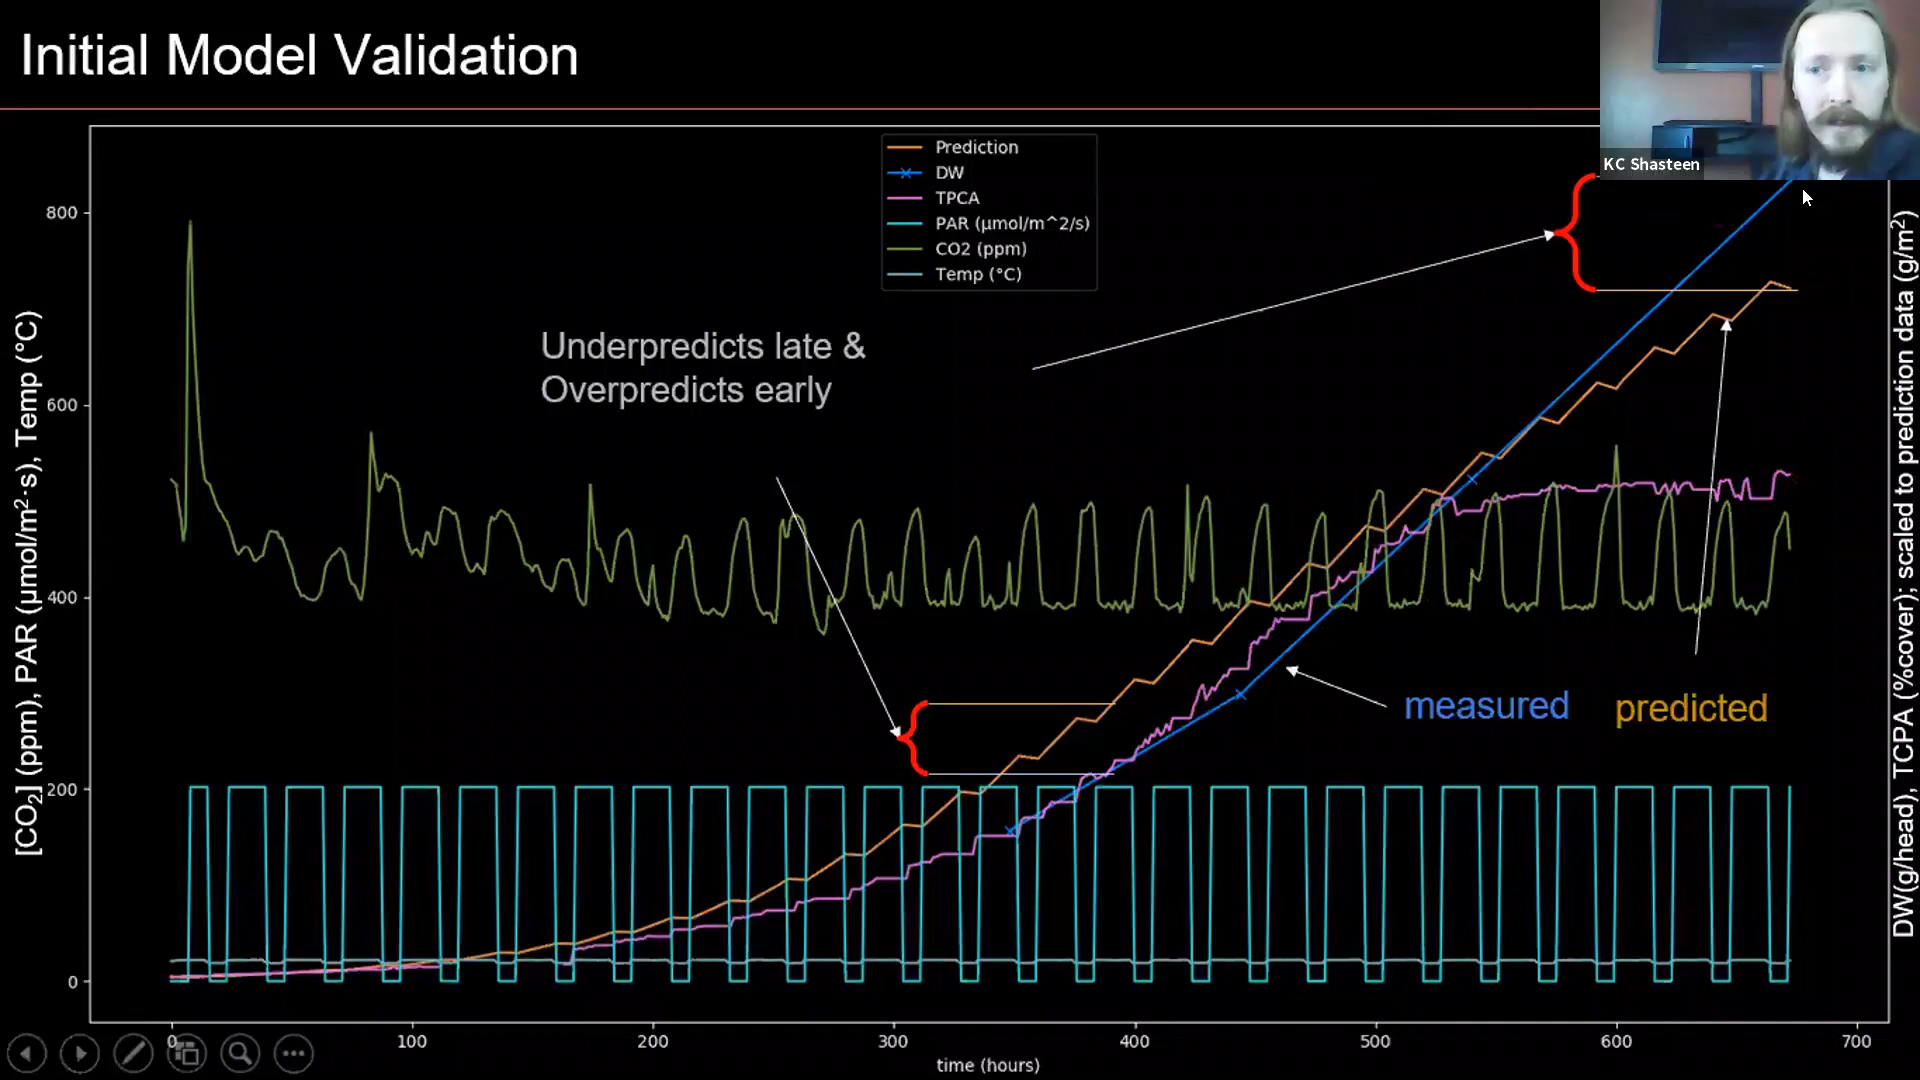 Initial Model Validation
KC Shasteen
Prediction
DW
TPCA
PAR (μmol/m^2/s)
CO2 (ppm)
Temp (°C)
Underpredicts late &
Overpredicts early
measured
predicted
[CO2] (ppm), PAR (μmol/m²·s), Temp (°C)
DW(g/head), TCPA (%cover); scaled to prediction data (g/m²)
800
600
400
200
0
0
100
200
300
400
500
600
700
time (hours)